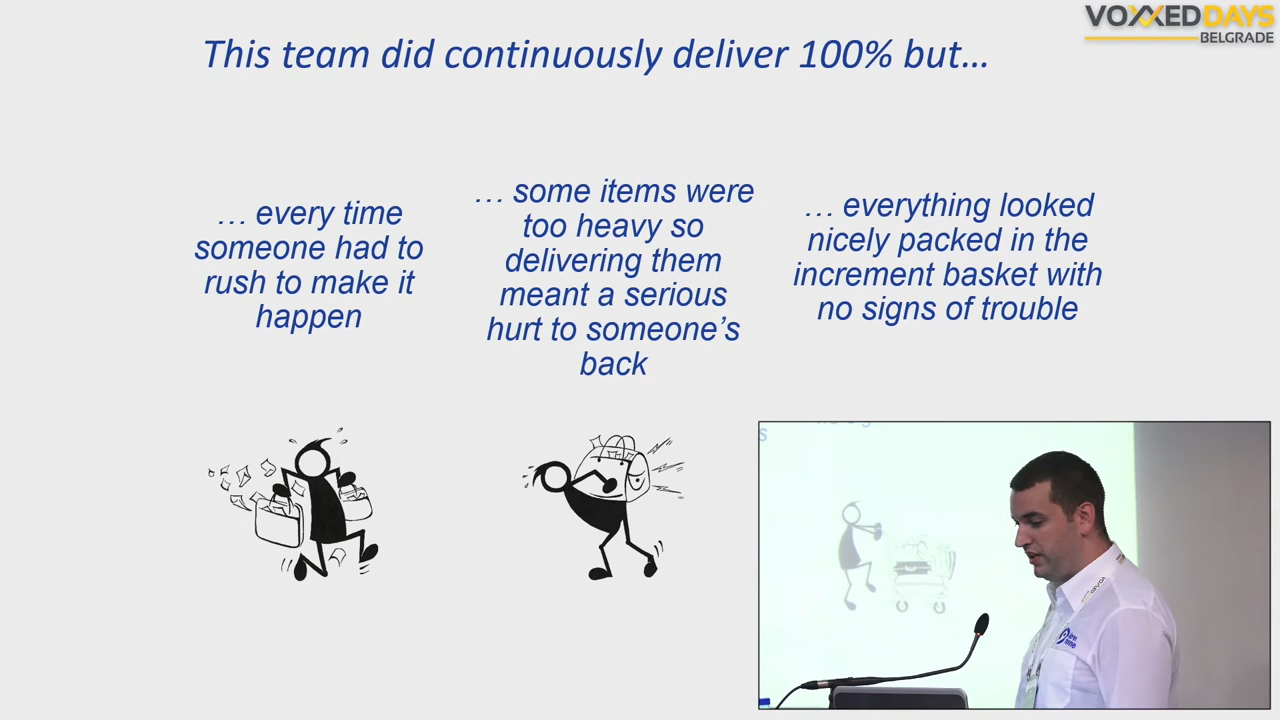 VOXXED DAYS
BELGRADE
This team did continuously deliver 100% but…
… every time
someone had to
rush to make it
happen
… some items were
too heavy so
delivering them
meant a serious
hurt to someone’s
back
… everything looked
nicely packed in the
increment basket with
no signs of trouble